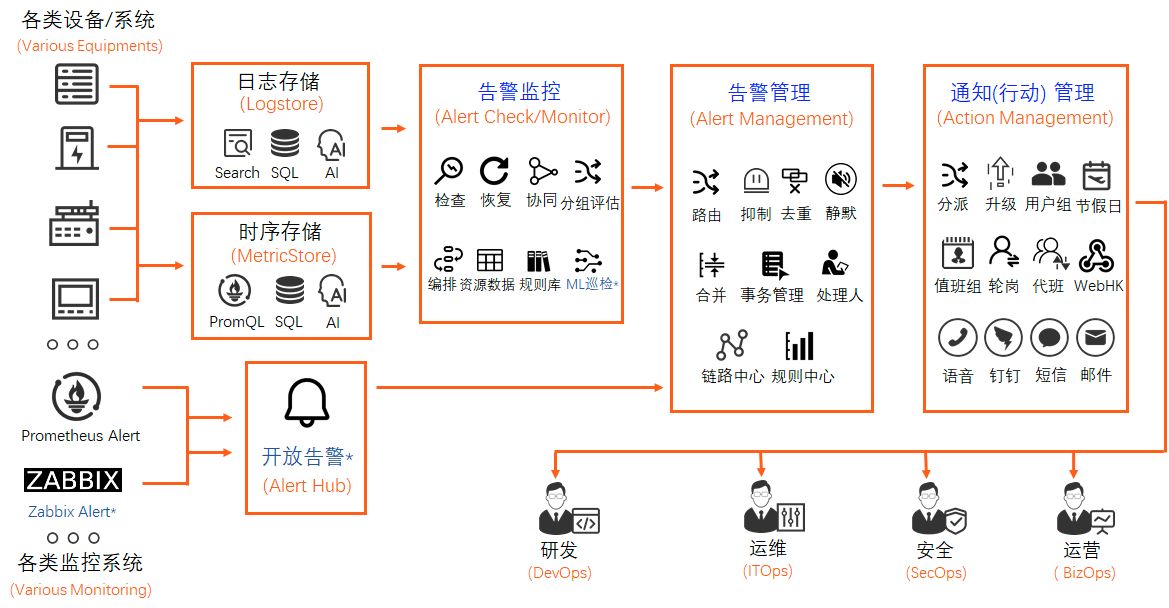 各类设备/系统
(Various Equipments)
日志存储
(Logstore)
Search SQL AI
时序存储
(MetricStore)
PromQL SQL AI
Prometheus Alert
ZABBIX
Zabbix Alert*
各类监控系统
(Various Monitoring)
开放告警*
(Alert Hub)
告警监控
(Alert Check/Monitor)
检查 恢复 协同 分组评估
编排 资源数据 规则库 ML巡检*
告警管理
(Alert Management)
路由 抑制 去重 静默
合并 事务管理 处理人
链路中心 规则中心
通知(行动) 管理
(Action Management)
分派 升级 用户组 节假日
值班组 轮岗 代班 WebHK
语音 钉钉 短信 邮件
研发
(DevOps)
运维
(ITOps)
安全
(SecOps)
运营
( BizOps)